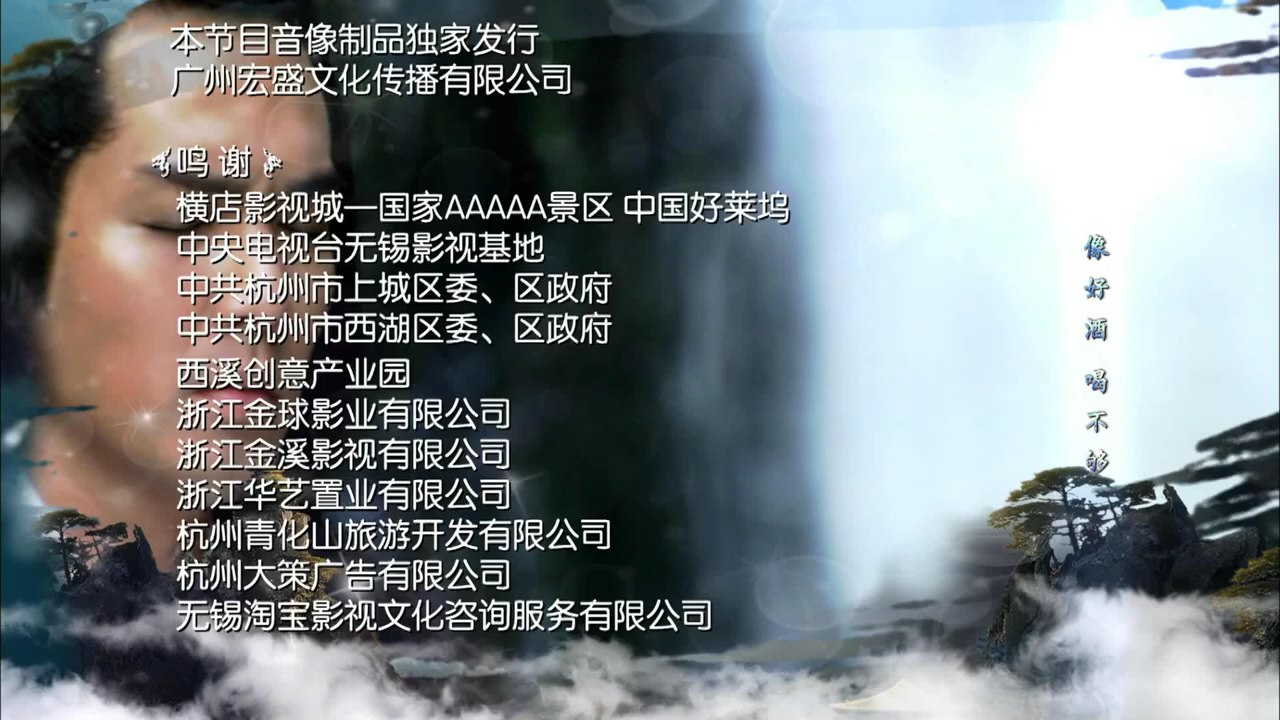 本节目音像制品独家发行
广州宏盛文化传播有限公司
鸣谢
横店影视城—国家AAAAA景区 中国好莱坞
中央电视台无锡影视基地
中共杭州市上城区委、区政府
中共杭州市西湖区委、区政府
西溪创意产业园
浙江金球影业有限公司
浙江金溪影视有限公司
浙江华艺置业有限公司
杭州青化山旅游开发有限公司
杭州大策广告有限公司
无锡淘宝影视文化咨询服务有限公司
像好酒 喝不够